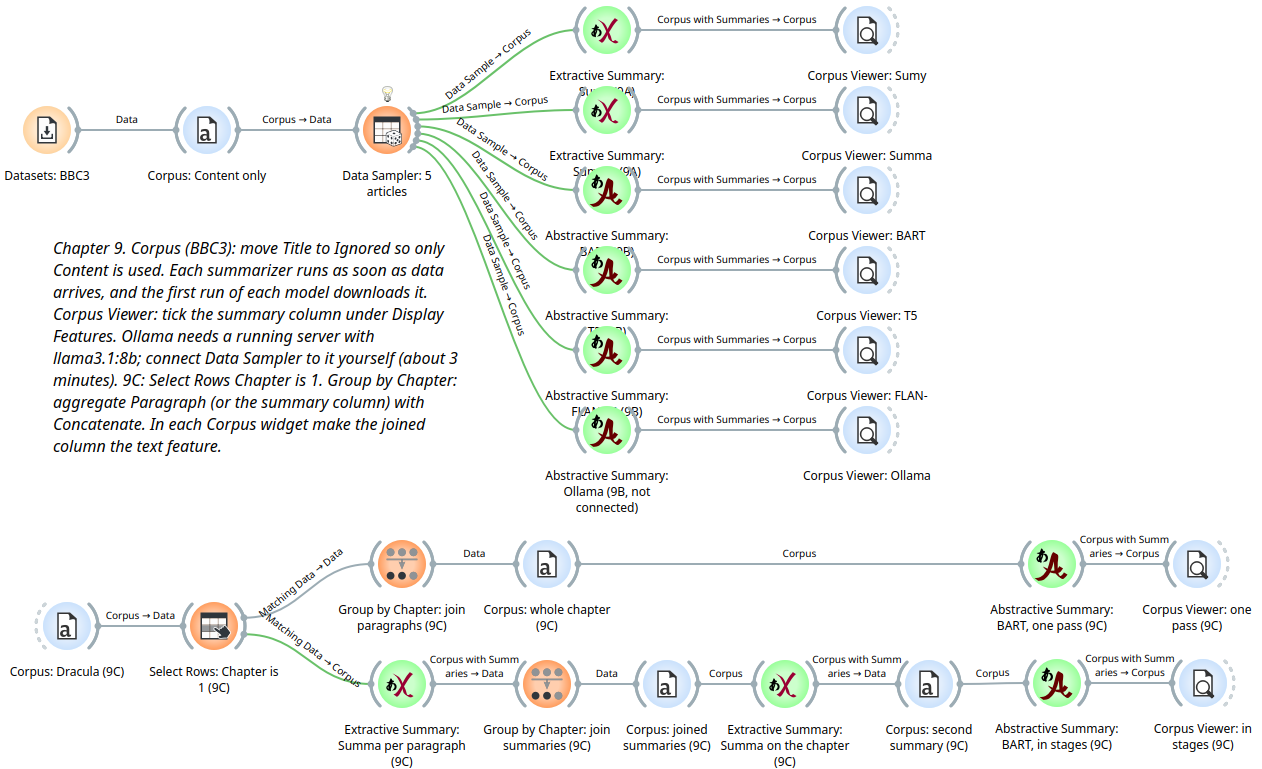 Data Sample → Corpus
Corpus with Summaries → Corpus
Extractive Summary:
Corpus Viewer: Sumy
Data Sample → Corpus
Corpus with Summaries → Corpus
Data
Corpus → Data
Datasets: BBC3
Corpus: Content only
Data Sampler: 5
articles
Extractive Summary:
Corpus Viewer: Summa
Data Sample → Corpus
Corpus with Summaries → Corpus
Abstractive Summary:
Corpus Viewer: BART
Data Sample → Corpus
Corpus with Summaries → Corpus
Abstractive Summary:
Corpus Viewer: T5
Data Sample → Corpus
Corpus with Summaries → Corpus
Abstractive Summary:
Corpus Viewer: FLAN-
Data Sample → Corpus
Corpus with Summaries → Corpus
Abstractive Summary:
Ollama (9B, not
connected)
Corpus Viewer: Ollama
Chapter 9. Corpus (BBC3): move Title to Ignored so only
Content is used. Each summarizer runs as soon as data
arrives, and the first run of each model downloads it.
Corpus Viewer: tick the summary column under Display
Features. Ollama needs a running server with
llama3.1:8b; connect Data Sampler to it yourself (about 3
minutes). 9C: Select Rows Chapter is 1. Group by Chapter:
aggregate Paragraph (or the summary column) with
Concatenate. In each Corpus widget make the joined
column the text feature.
Corpus → Data
Corpus: Dracula (9C)
Select Rows: Chapter is
1 (9C)
Matching Data → Data
Data
Corpus
Corpus with Summ
aries → Corpus
Group by Chapter: join
paragraphs (9C)
Corpus: whole chapter
(9C)
Abstractive Summary:
BART, one pass (9C)
Corpus Viewer: one
pass (9C)
Matching Data → Corpus
Corpus with Summ
aries → Data
Data
Corpus
Corpus with Summ
aries → Data
Corpus
Corpus with Summ
aries → Corpus
Extractive Summary:
Summa per paragraph
(9C)
Group by Chapter: join
summaries (9C)
Corpus: joined
summaries (9C)
Extractive Summary:
Summa on the chapter
(9C)
Corpus: second
summary (9C)
Abstractive Summary:
BART, in stages (9C)
Corpus Viewer: in
stages (9C)